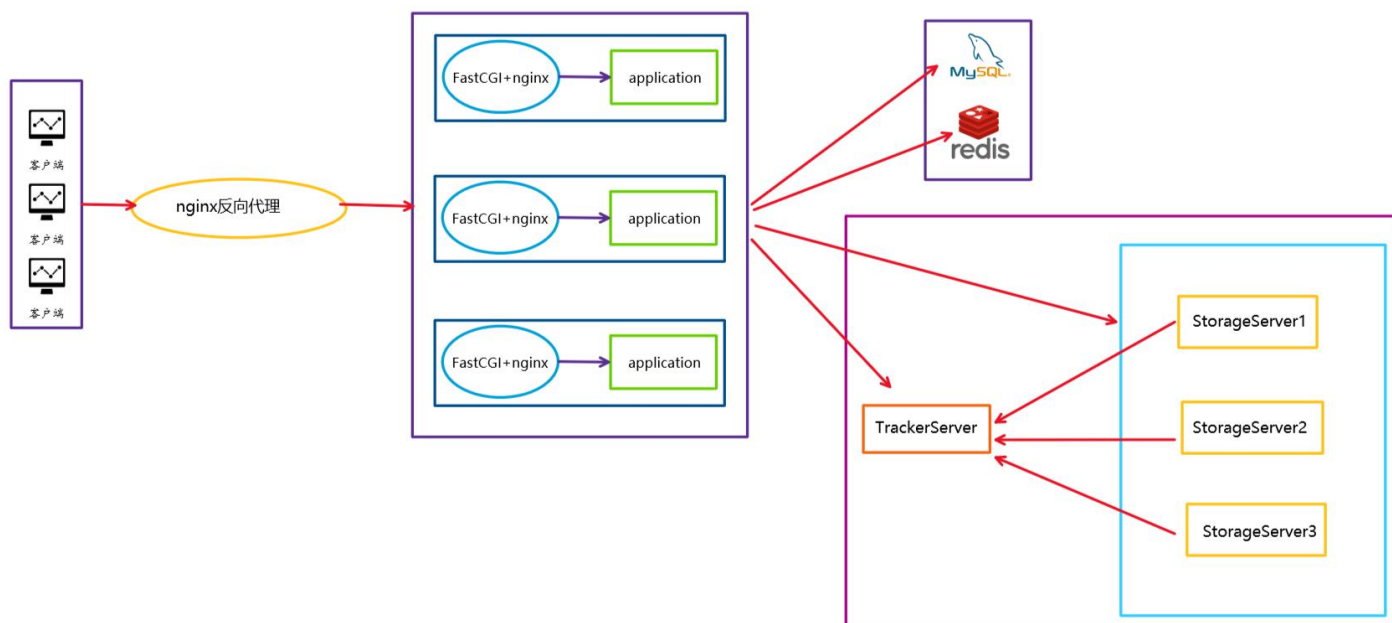 客户端
客户端
客户端
nginx反向代理
FastCGI+nginx
application
FastCGI+nginx
application
FastCGI+nginx
application
MySQL
redis
TrackerServer
StorageServer1
StorageServer2
StorageServer3